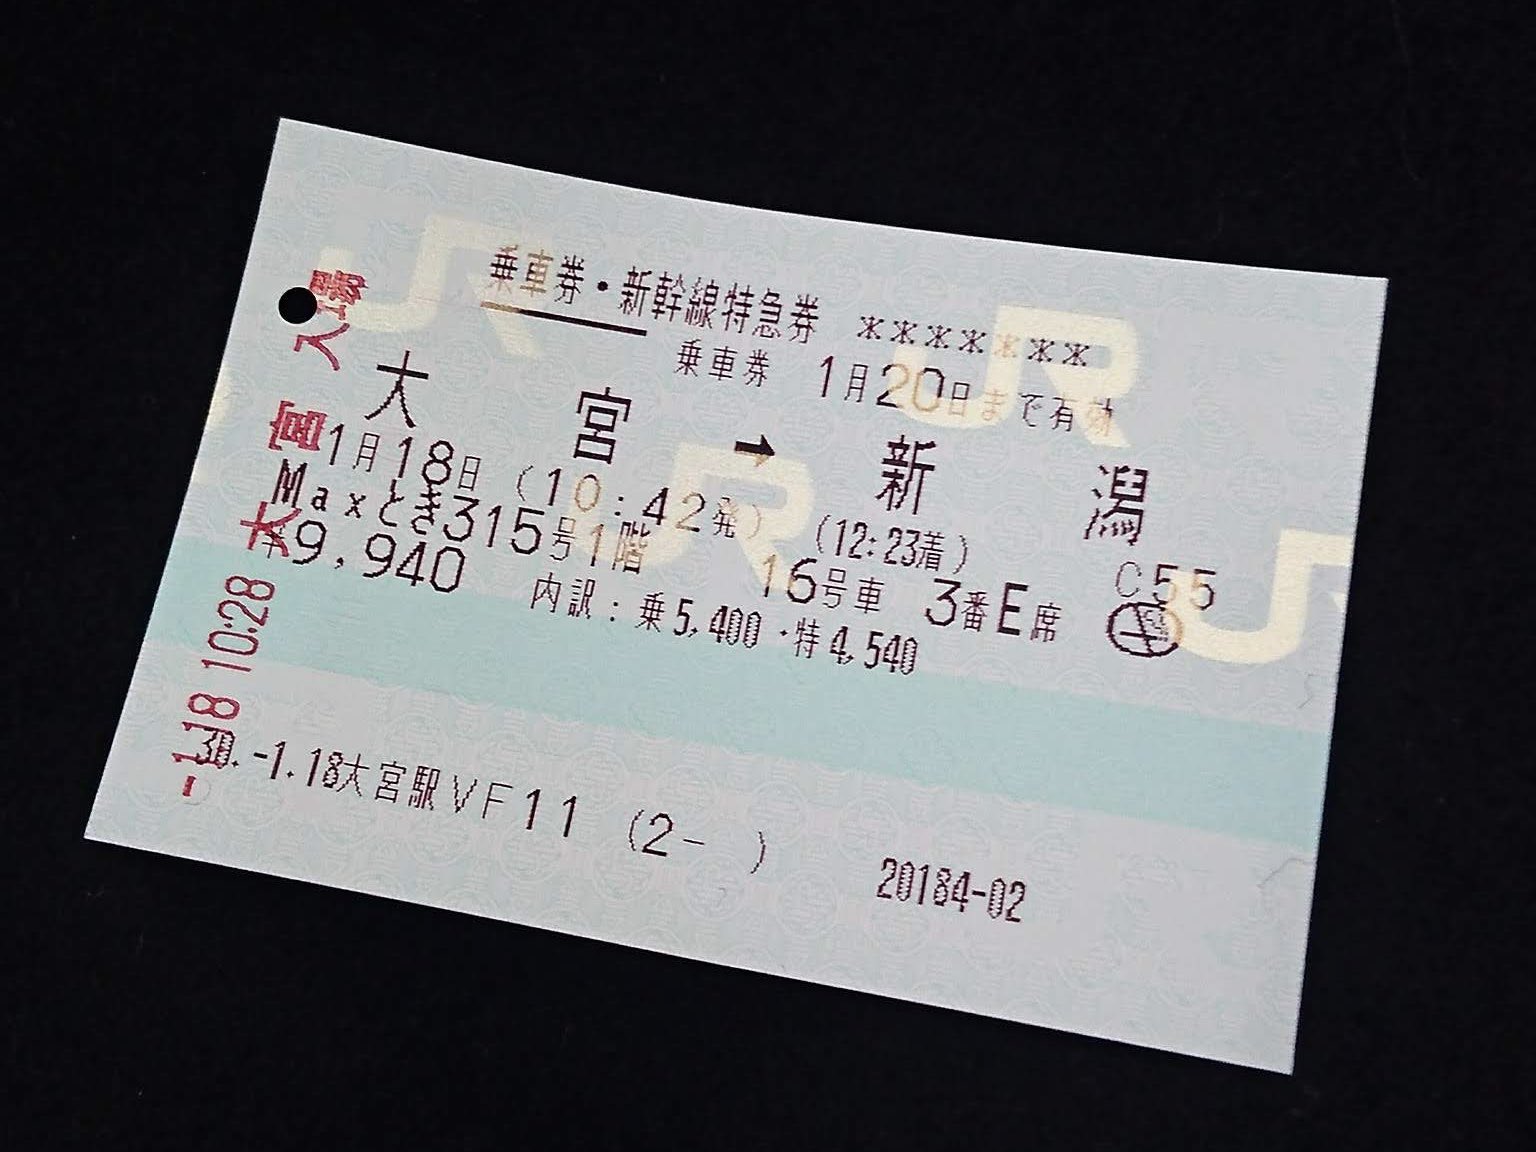 乗車券・新幹線特急券 *******
乗車券 1月20日まで有効
大宮 → 新潟
1月18日 (10:42発) (12:23着) C55
Maxとき315号1階 16号車 3番E席
¥9,940 内訳:乗5,400・特4,540
30.-1.18大宮駅VF11 (2- ) 20184-02
-1.18 10:28 大宮 入場
JR
JR
JR